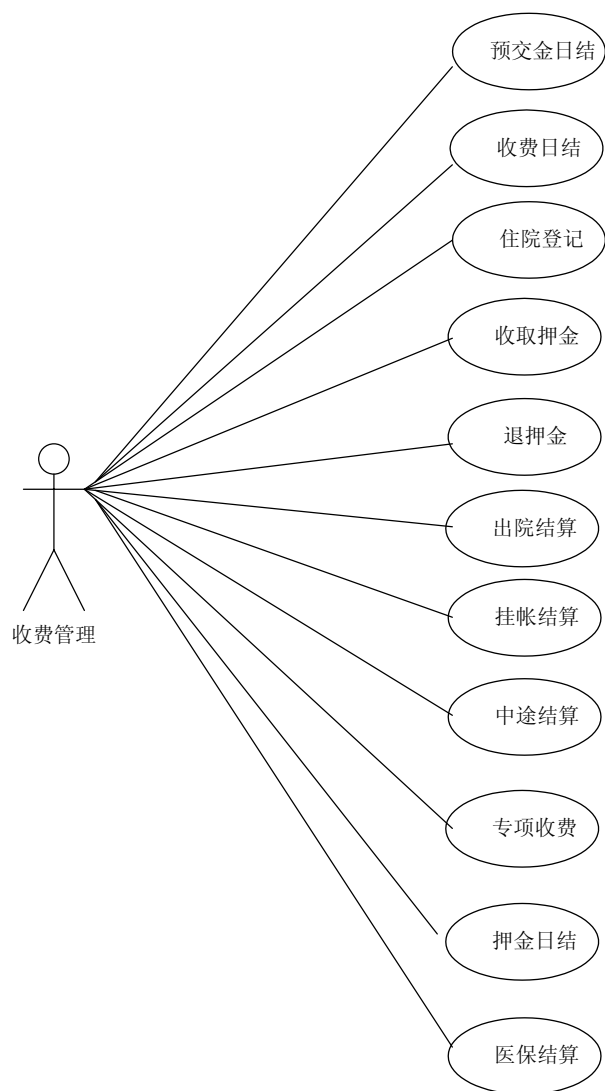 预交金日结
收费日结
住院登记
收取押金
退押金
出院结算
挂帐结算
收费管理
中途结算
专项收费
押金日结
医保结算